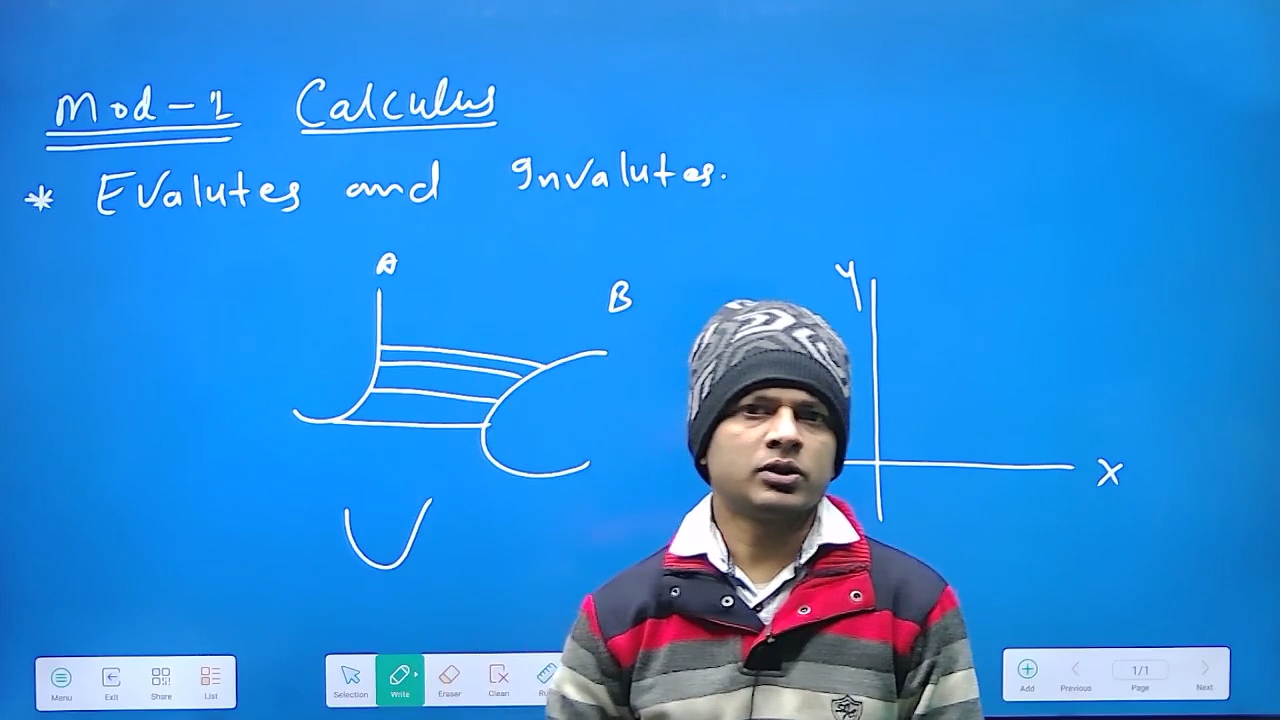 Mod-1 Calculus
* Evalutes and Invalutes.
A
B
Y
X
Menu Exit Share List
Selection Write Eraser Clean
Add Previous 1/1 Page Next